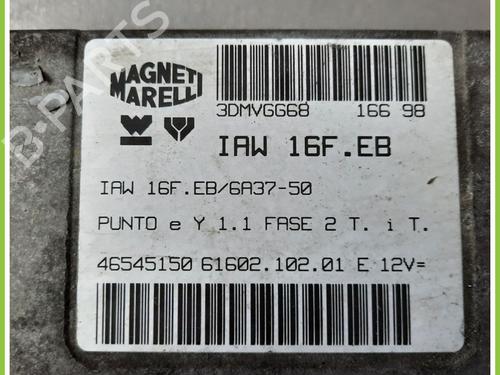 MAGNETI
MARELLI
3DMVGG68 166 98
IAW 16F.EB
IAW 16F.EB/6A37-50
PUNTO e Y 1.1 FASE 2 T. i T.
46545150 61602.102.01 E 12V=
B-PARTS